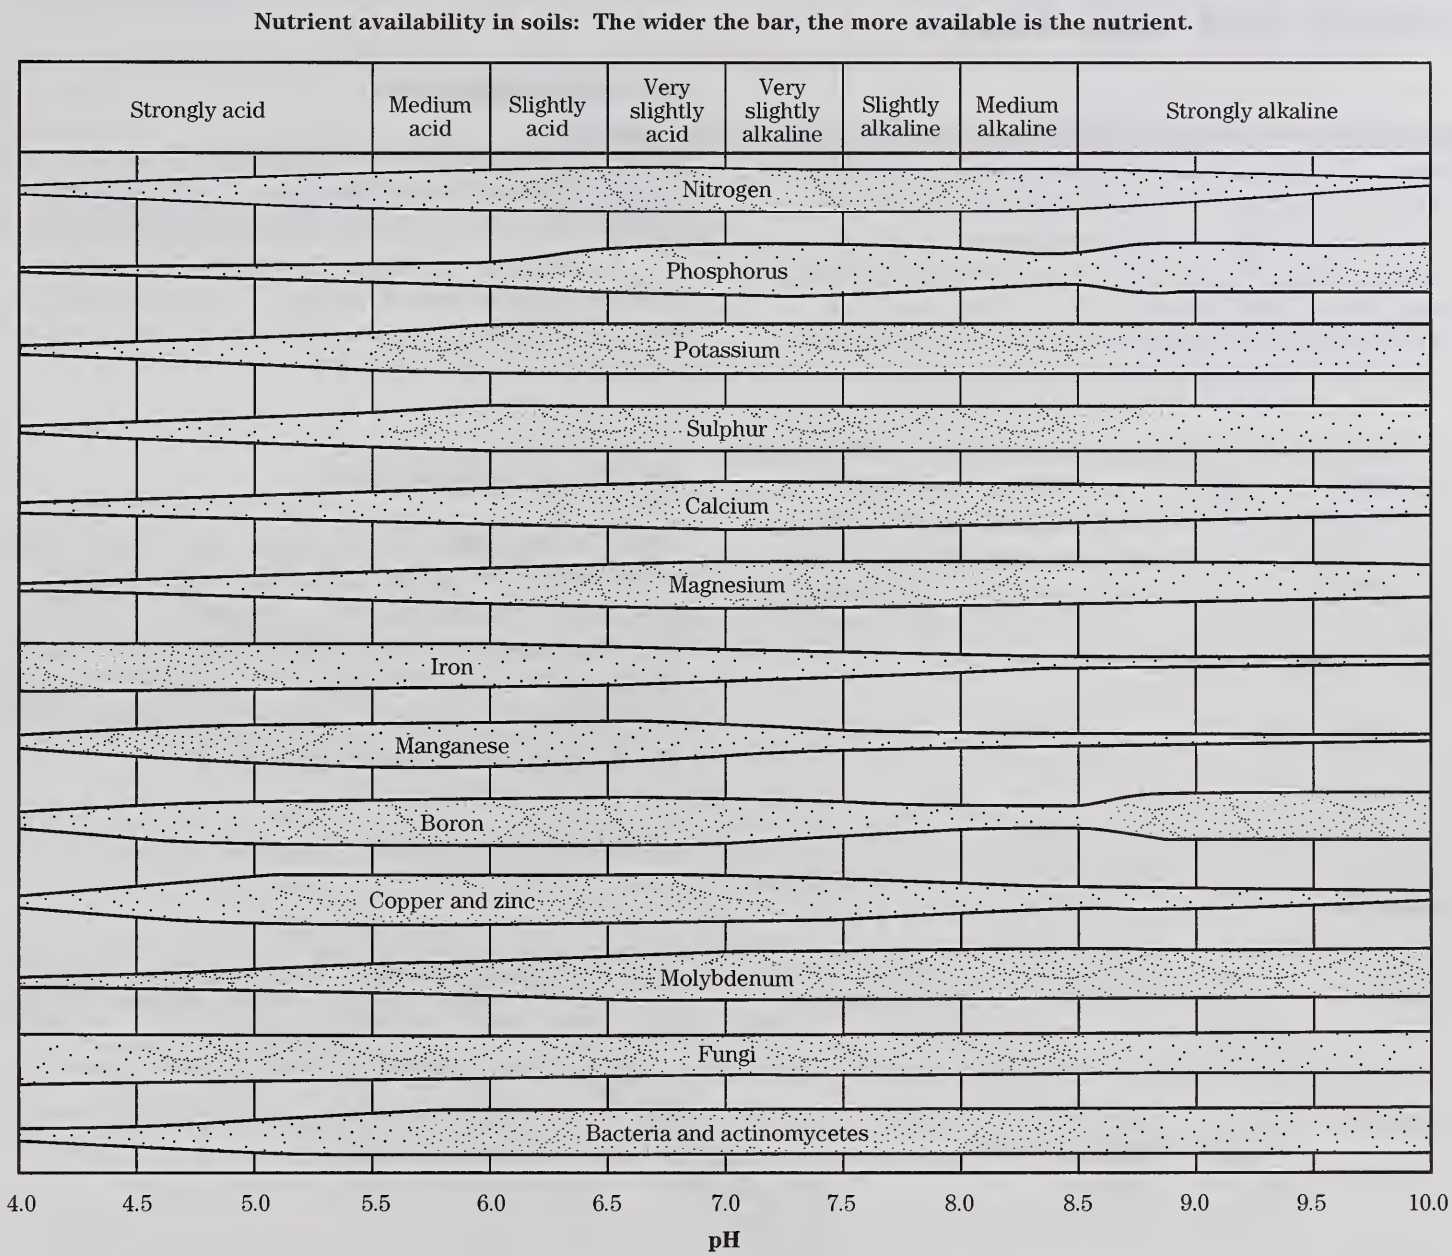 Nutrient availability in soils: The wider the bar, the more available is the nutrient.
Strongly acid
Medium
acid
Slightly
acid
Very
slightly
acid
Very
slightly
alkaline
Slightly
alkaline
Medium
alkaline
Strongly alkaline
Nitrogen
Phosphorus
Potassium
Sulphur
Calcium
Magnesium
Iron
Manganese
Boron
Copper and zinc
Molybdenum
Fungi
Bacteria and actinomycetes
4.0 4.5 5.0 5.5 6.0 6.5 7.0 7.5 8.0 8.5 9.0 9.5 10.0
pH